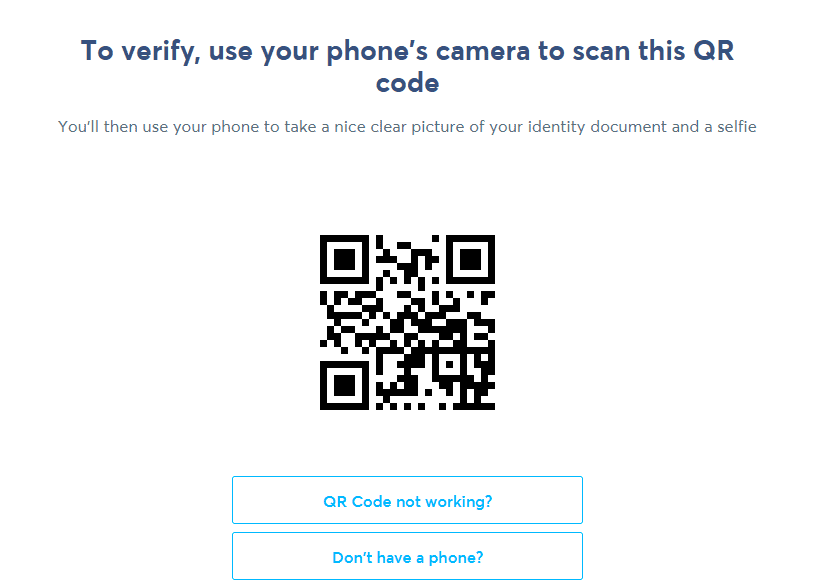 To verify, use your phone's camera to scan this QR
code
You'll then use your phone to take a nice clear picture of your identity document and a selfie
QR Code not working?
Don't have a phone?